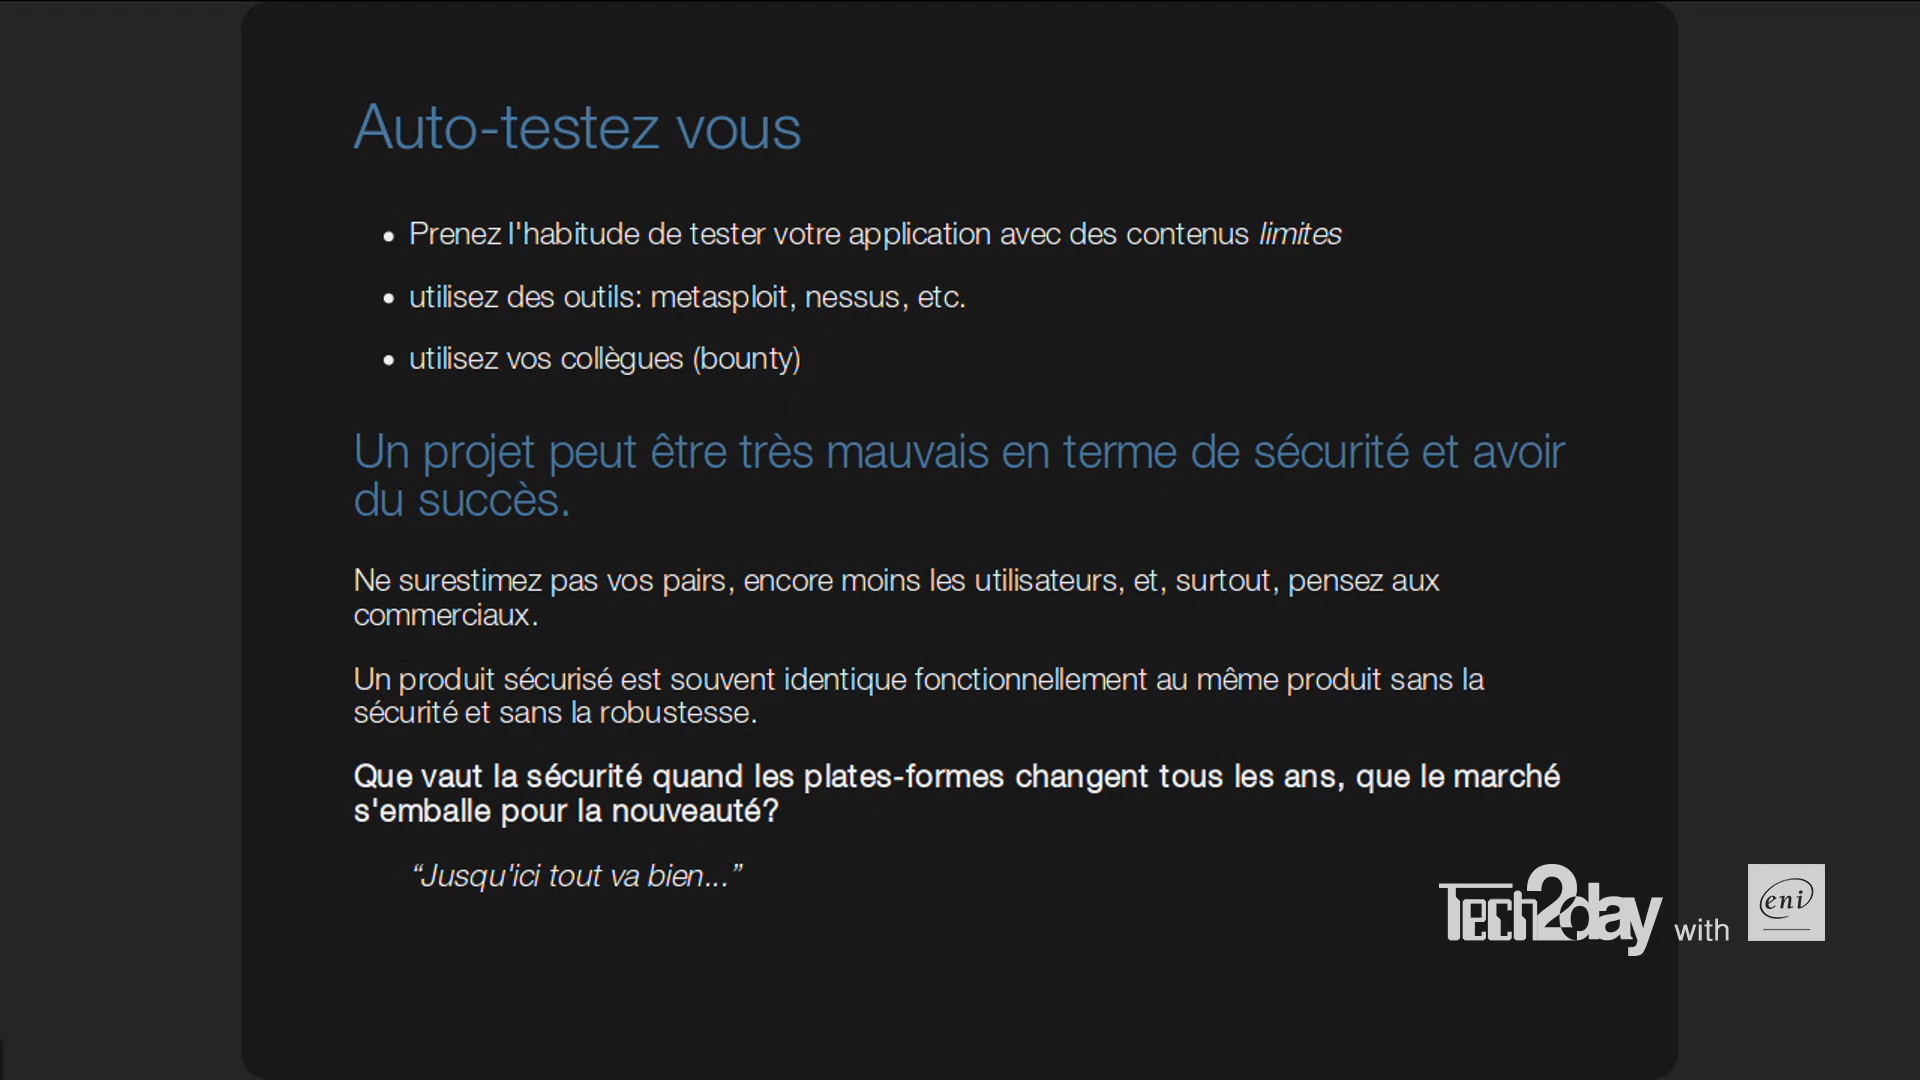 Auto-testez vous
• Prenez l'habitude de tester votre application avec des contenus limites
• utilisez des outils: metasploit, nessus, etc.
• utilisez vos collègues (bounty)
Un projet peut être très mauvais en terme de sécurité et avoir
du succès.
Ne surestimez pas vos pairs, encore moins les utilisateurs, et, surtout, pensez aux
commerciaux.
Un produit sécurisé est souvent identique fonctionnellement au même produit sans la
sécurité et sans la robustesse.
Que vaut la sécurité quand les plates-formes changent tous les ans, que le marché
s'emballe pour la nouveauté?
“Jusqu'ici tout va bien...”
Tech2day with eni